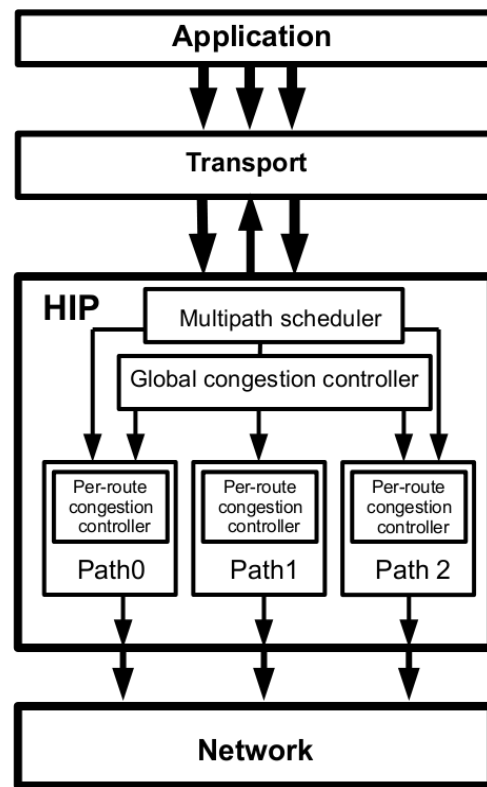 Application
Transport
HIP
Multipath scheduler
Global congestion controller
Per-route
congestion
controller
Path0
Per-route
congestion
controller
Path1
Per-route
congestion
controller
Path 2
Network